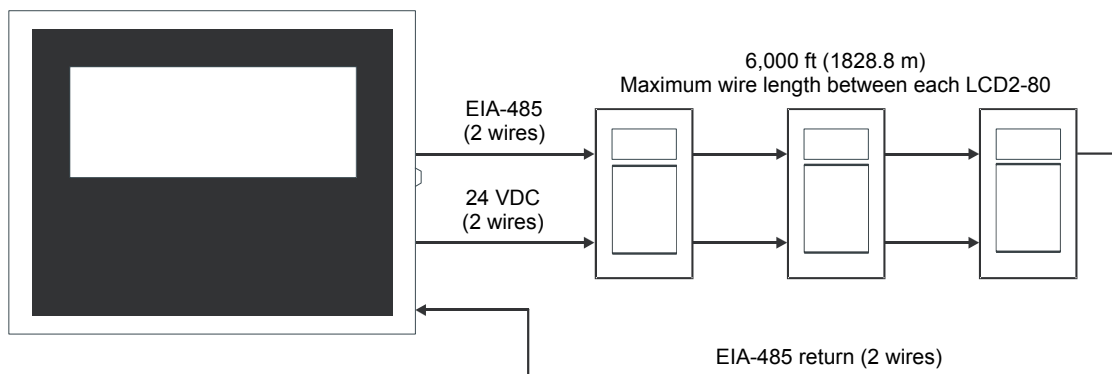 6,000 ft (1828.8 m)
Maximum wire length between each LCD2-80
EIA-485
(2 wires)
24 VDC
(2 wires)
EIA-485 return (2 wires)